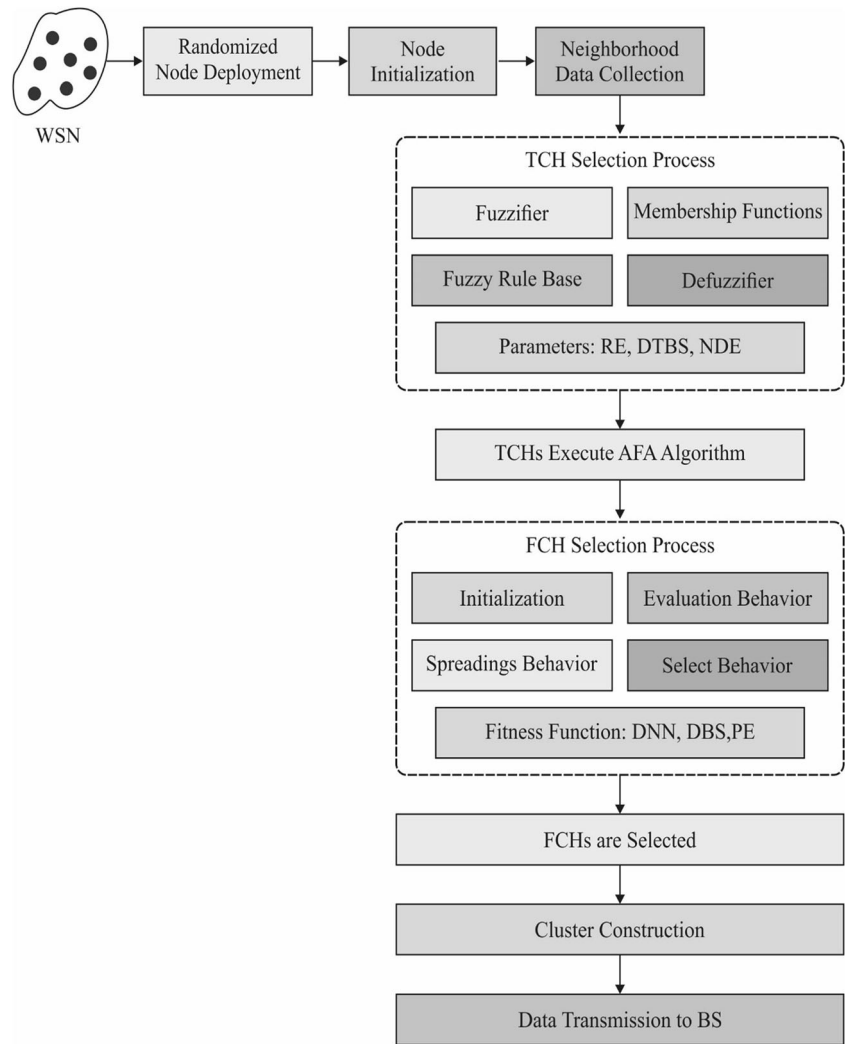 WSN
Randomized
Node Deployment
Node
Initialization
Neighborhood
Data Collection
TCH Selection Process
Fuzzifier
Membership Functions
Fuzzy Rule Base
Defuzzifier
Parameters: RE, DTBS, NDE
TCHs Execute AFA Algorithm
FCH Selection Process
Initialization
Evaluation Behavior
Spreadings Behavior
Select Behavior
Fitness Function: DNN, DBS,PE
FCHs are Selected
Cluster Construction
Data Transmission to BS